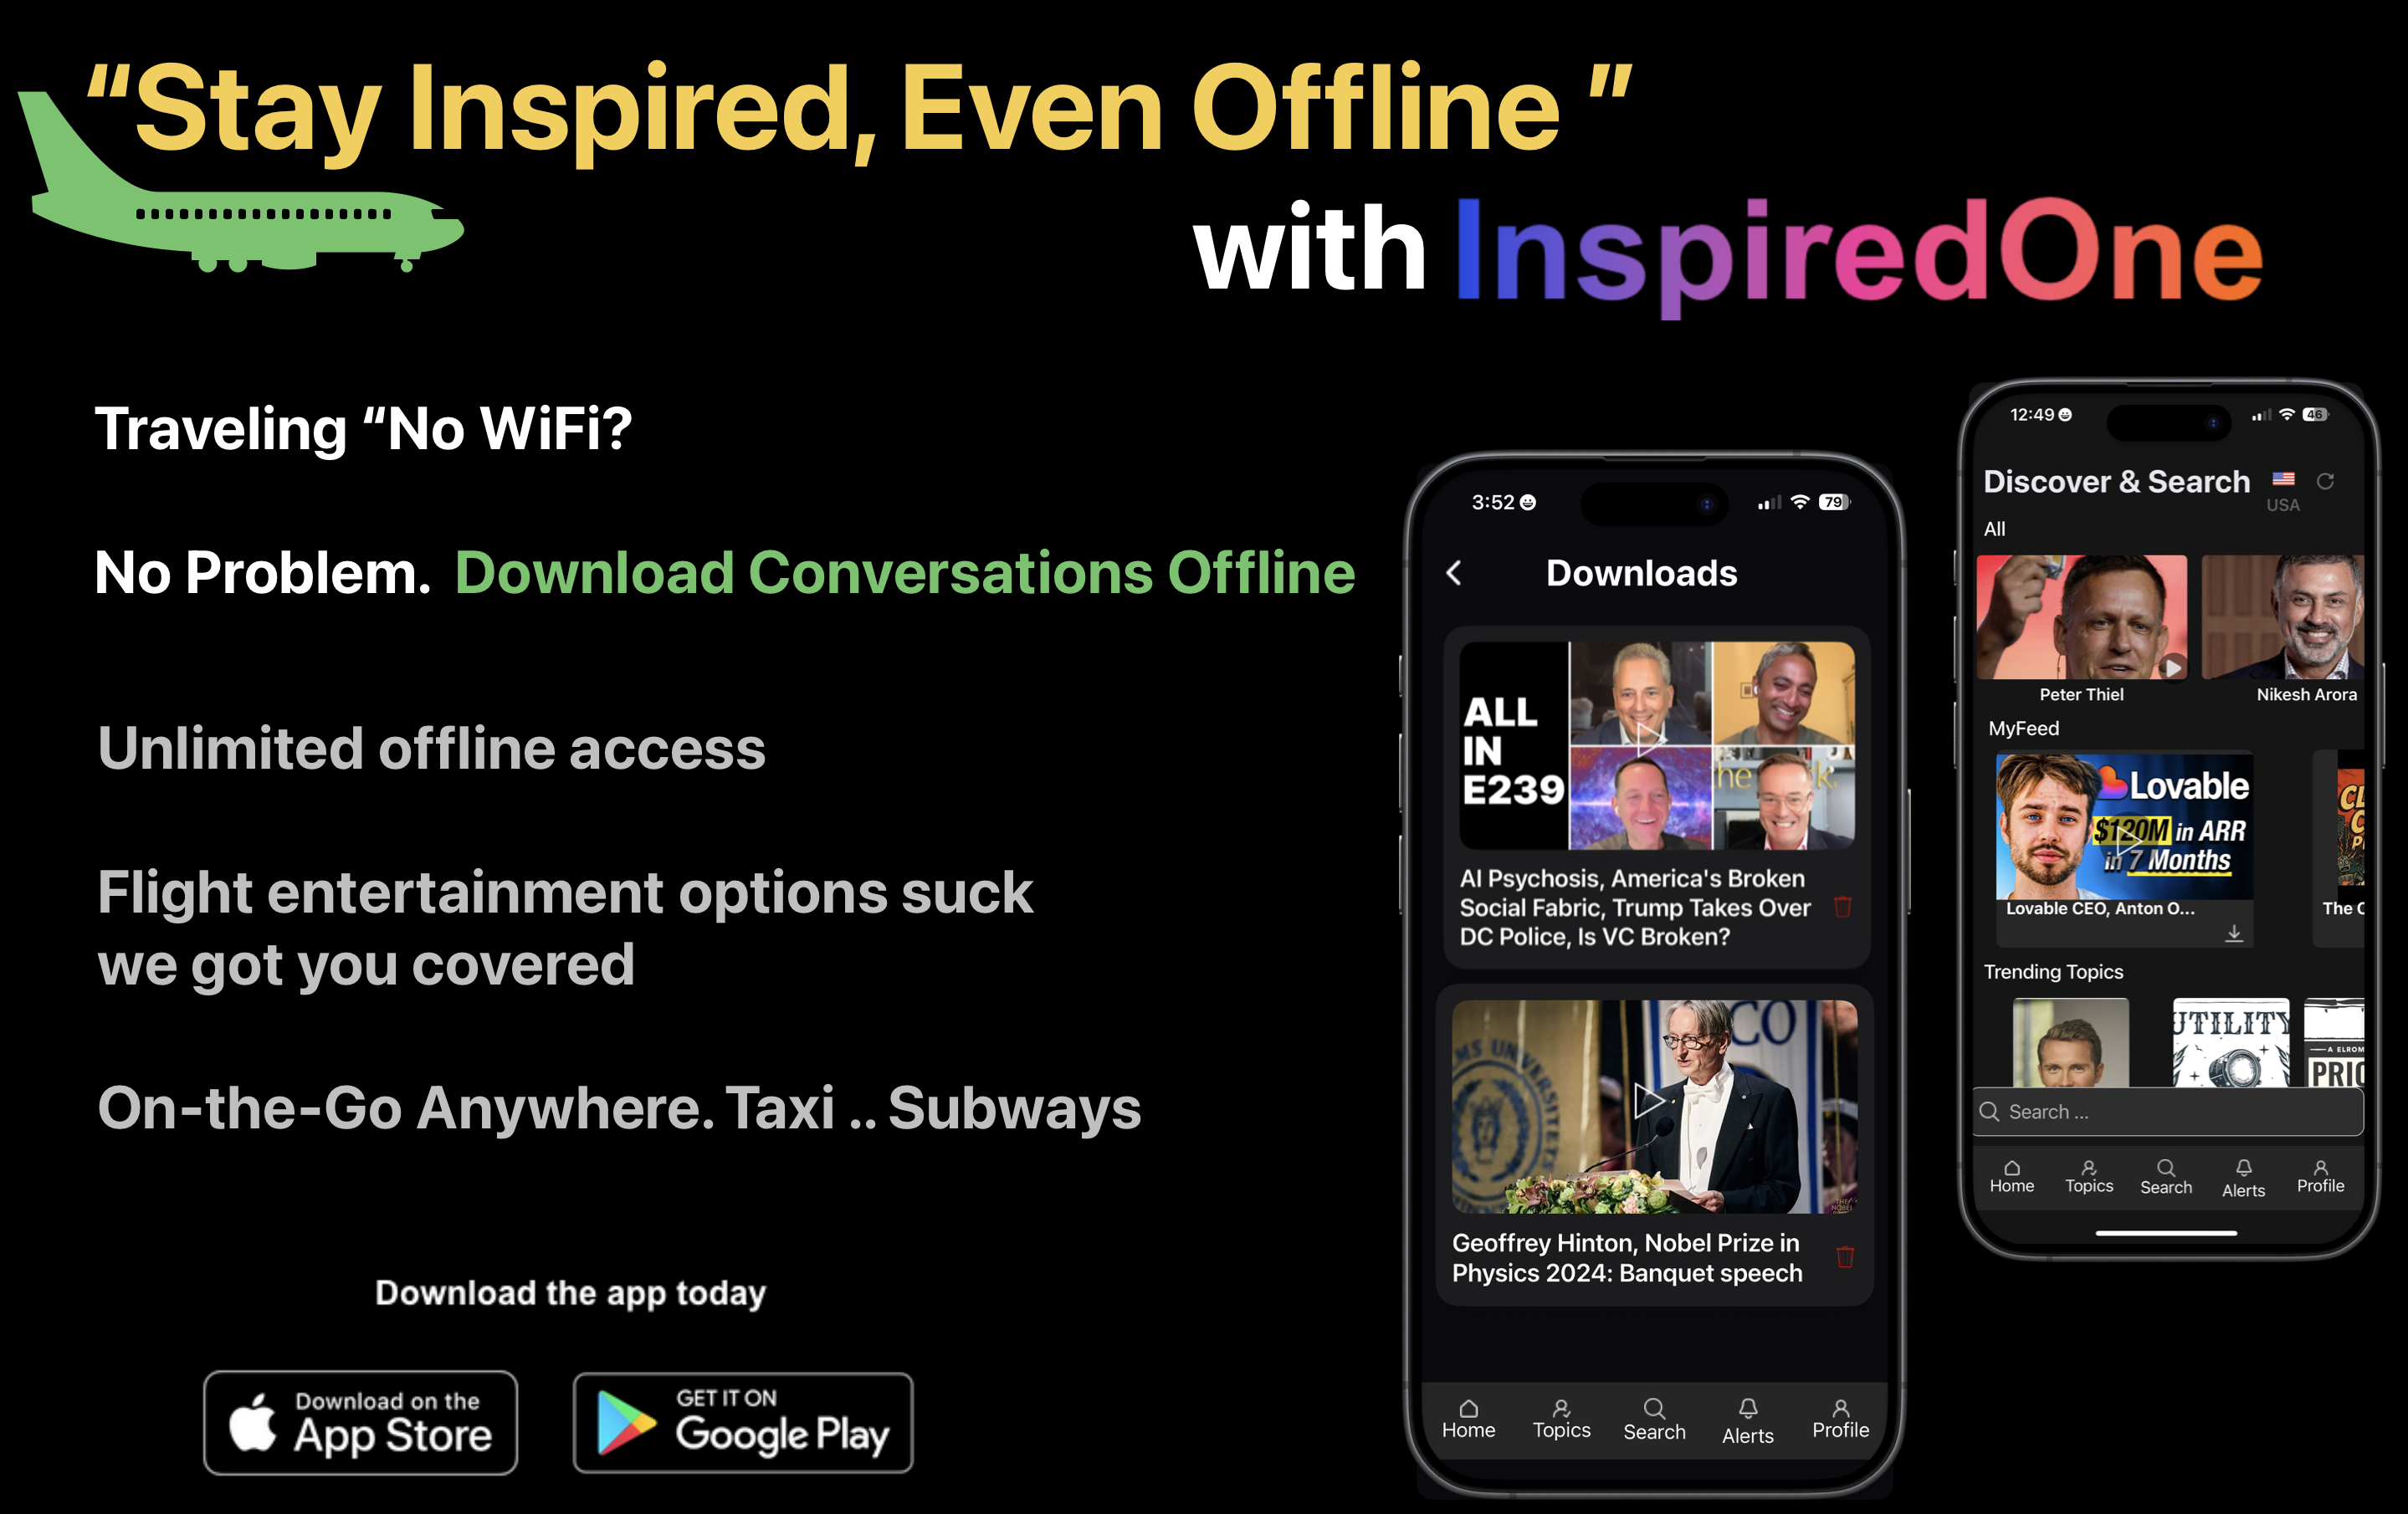 “Stay Inspired, Even Offline ”
with InspiredOne
Traveling “No WiFi?
No Problem. Download Conversations Offline
Unlimited offline access
Flight entertainment options suck
we got you covered
On-the-Go Anywhere. Taxi .. Subways
Download the app today
Download on the
App Store
GET IT ON
Google Play
3:52
79
Downloads
ALL
IN
E239
AI Psychosis, America's Broken
Social Fabric, Trump Takes Over
DC Police, Is VC Broken?
Geoffrey Hinton, Nobel Prize in
Physics 2024: Banquet speech
Home
Topics
Search
Alerts
Profile
12:49
46
Discover & Search
USA
All
Peter Thiel
Nikesh Arora
MyFeed
Lovable
$120M in ARR
in 7 Months
Lovable CEO, Anton O...
The C
Trending Topics
UTILITY
A ELROM
PRIC
Search ...
Home
Topics
Search
Alerts
Profile